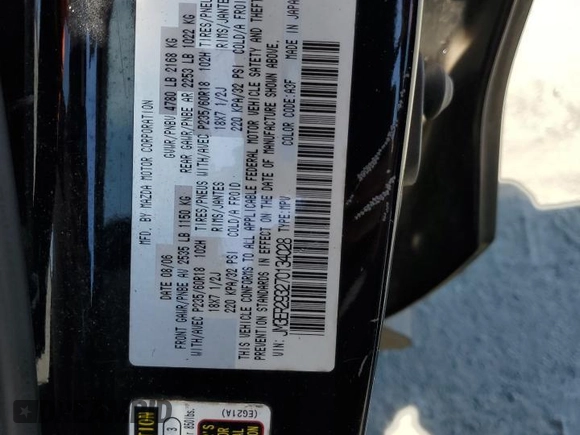 MFD. BY MAZDA MOTOR CORPORATION
DATE 08/06 GVWR/PNBV 4780 LB 2168 KG
FRONT GAWR/PNBE AV 2535 LB 1150 KG REAR GAWR/PNBE AR 2253 LB 1022 KG
WITH/AVEC P235/60R18 102H TIRES/PNEUS WITH/AVEC P235/60R18 102H TIRES/PNEUS
18X7 1/2J RIMS/JANTES 18X7 1/2J RIMS/JANTES
220 KPA/32 PSI COLD/A FROID 220 KPA/32 PSI COLD/A FROID
THIS VEHICLE CONFORMS TO ALL APPLICABLE FEDERAL MOTOR VEHICLE SAFETY AND THEFT
PREVENTION STANDARDS IN EFFECT ON THE DATE OF MANUFACTURE SHOWN ABOVE.
JM3ER293270134028 TYPE:MPV COLOR CODE: A3F MADE IN JAPAN
(EG21A)
3
850lbs.